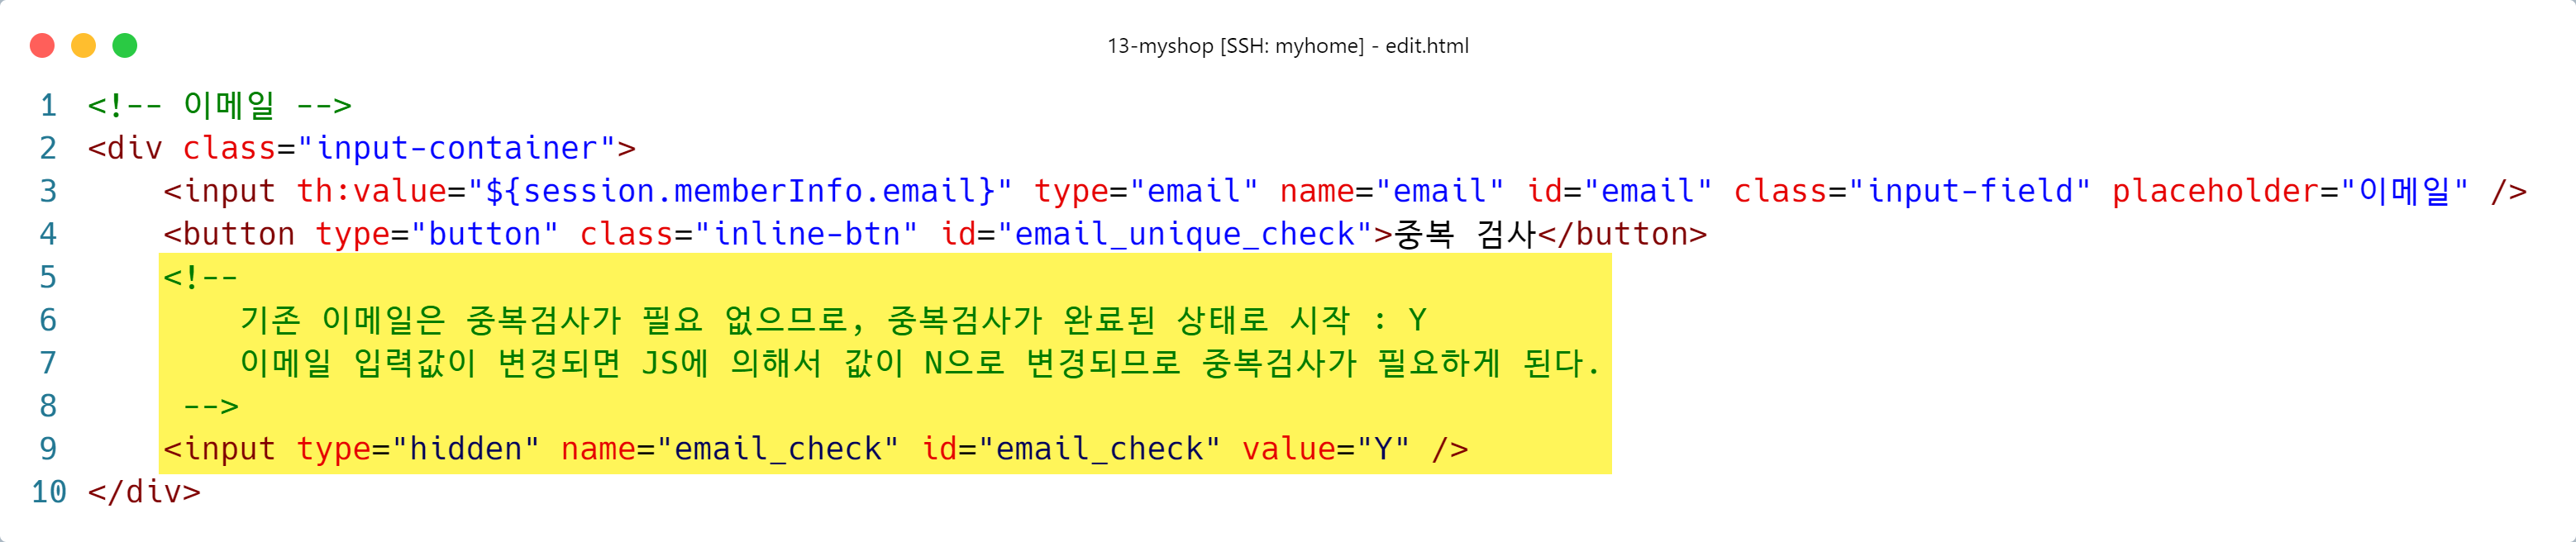 13-myshop [SSH: myhome] - edit.html
1 <!-- 이메일 -->
2 <div class="input-container">
3     <input th:value="${session.memberInfo.email}" type="email" name="email" id="email" class="input-field" placeholder="이메일" />
4     <button type="button" class="inline-btn" id="email_unique_check">중복 검사</button>
5     <!--
6         기존 이메일은 중복검사가 필요 없으므로, 중복검사가 완료된 상태로 시작 : Y
7         이메일 입력값이 변경되면 JS에 의해서 값이 N으로 변경되므로 중복검사가 필요하게 된다.
8      -->
9     <input type="hidden" name="email_check" id="email_check" value="Y" />
10 </div>